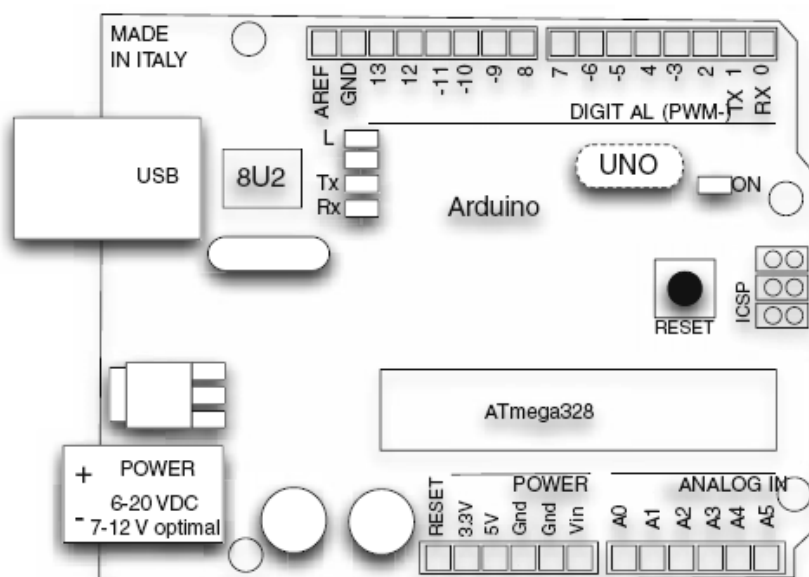 MADE
IN ITALY
AREF
GND
13
12
-11
-10
-9
8
7
-6
-5
4
-3
2
TX 1
RX 0
DIGIT AL (PWM-)
L
Tx
Rx
USB
8U2
UNO
ON
Arduino
RESET
ICSP
ATmega328
+ POWER
6-20 VDC
- 7-12 V optimal
POWER
ANALOG IN
RESET
3.3V
5V
Gnd
Gnd
Vin
A0
A1
A2
A3
A4
A5